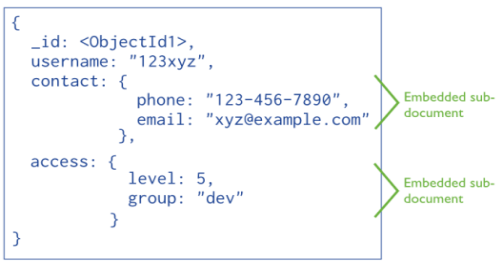 {
_id: <ObjectId1>,
username: "123xyz",
contact: {
phone: "123-456-7890",
email: "xyz@example.com"
},
Embedded sub-
document
access: {
level: 5,
group: "dev"
}
Embedded sub-
document
}